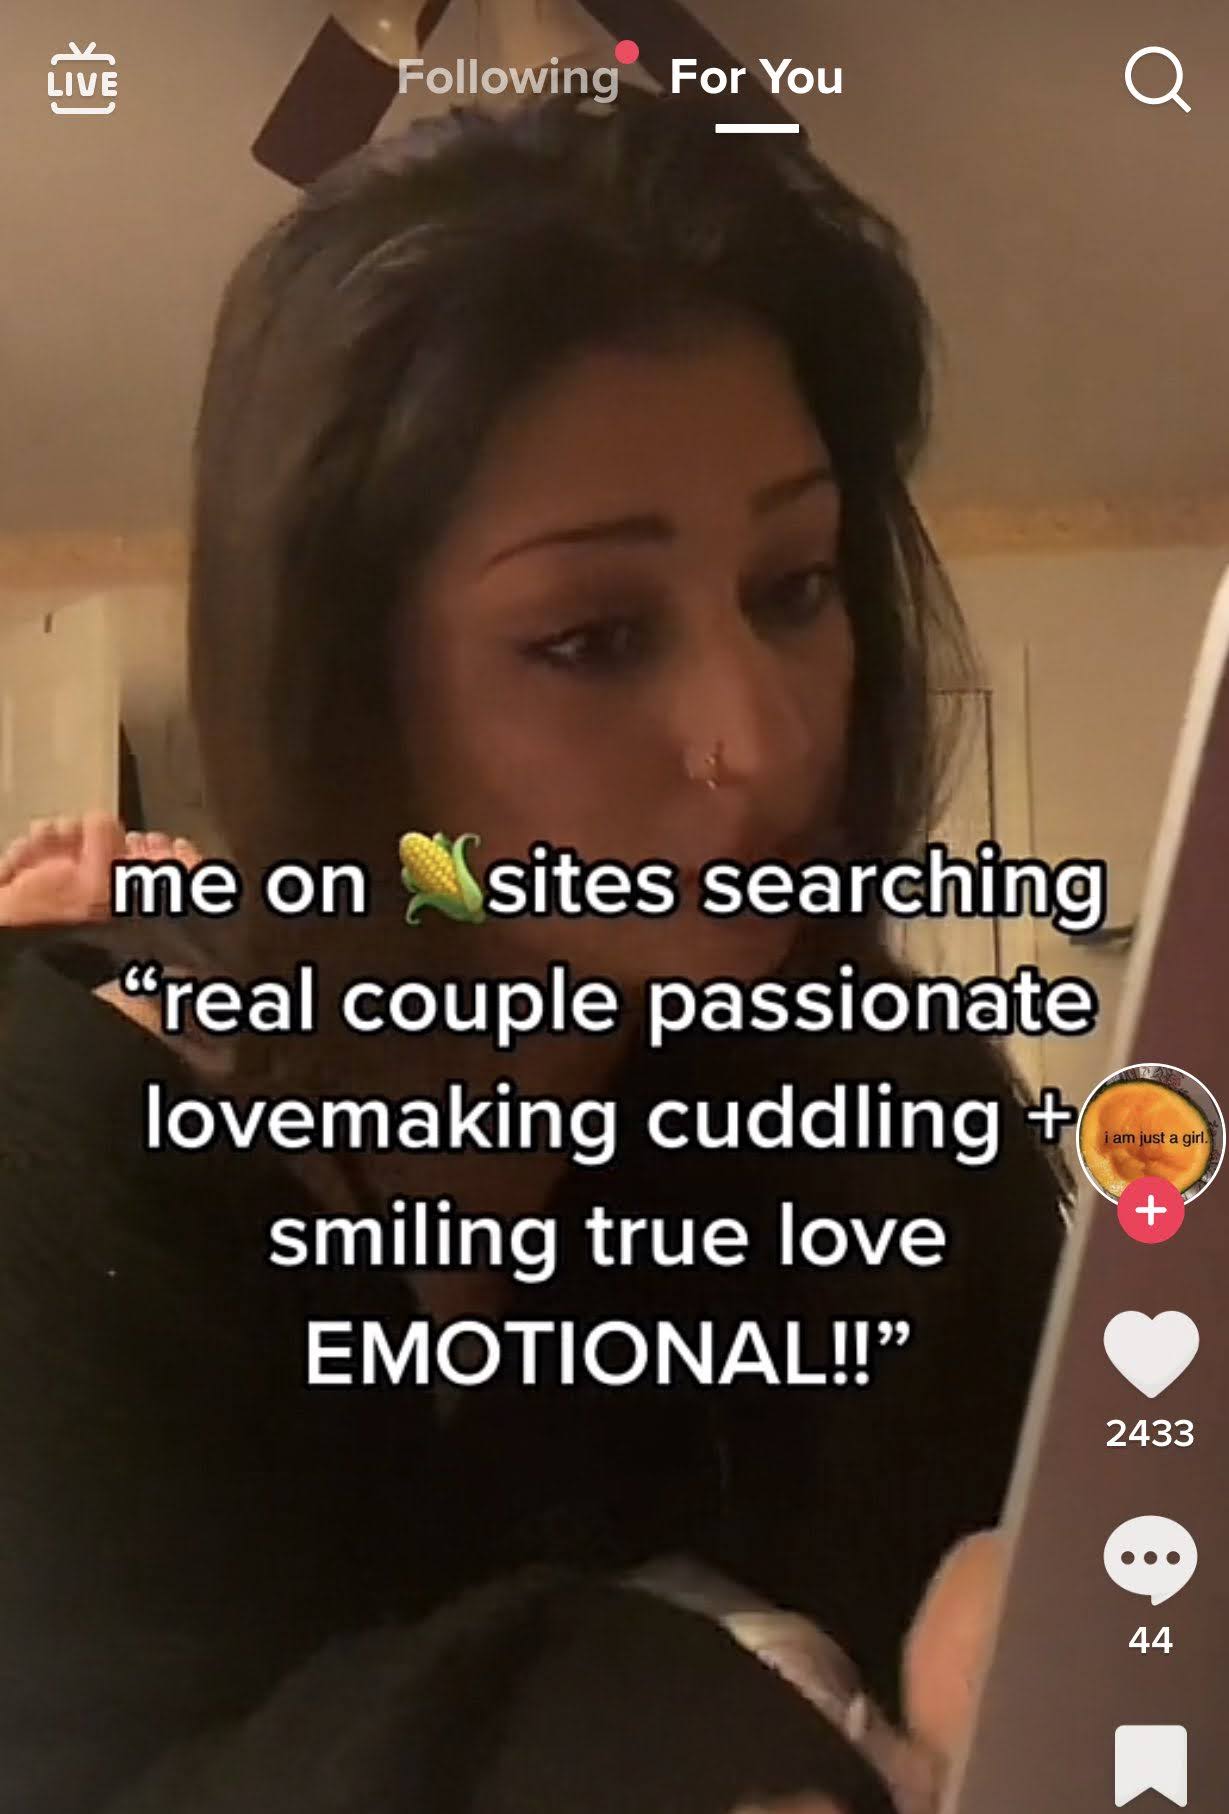 LIVE
Following
For You
me on 🌽sites searching
“real couple passionate
lovemaking cuddling +
smiling true love
EMOTIONAL!!”
i am just a girl.
2433
44